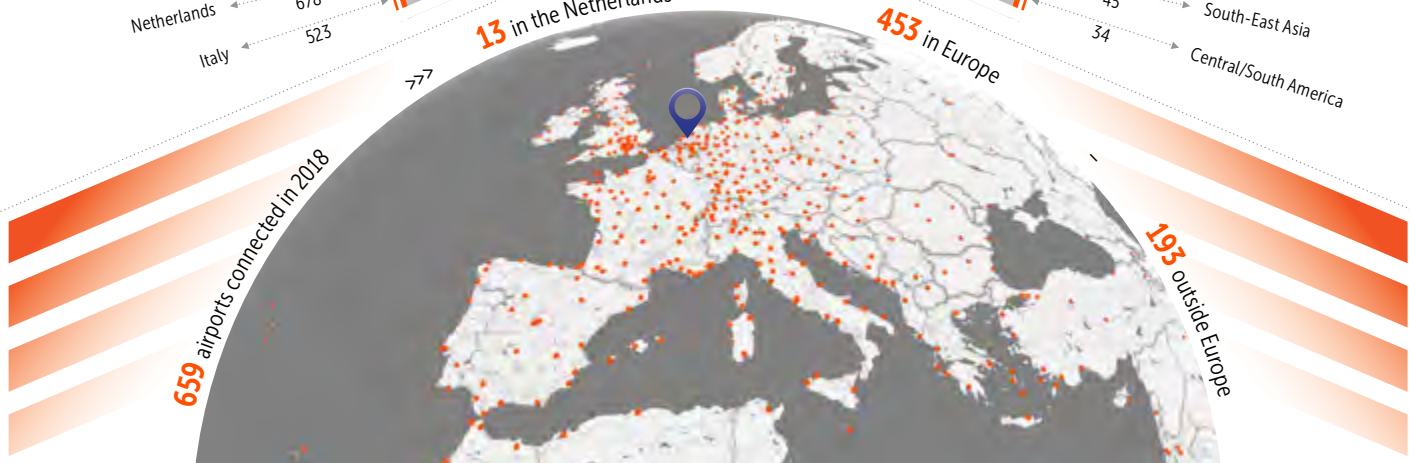 Netherlands
678
Italy
523
>>>
13 in the Netherlands
453 in Europe
45
South-East Asia
34
Central/South America
659 airports connected in 2018
193 outside Europe